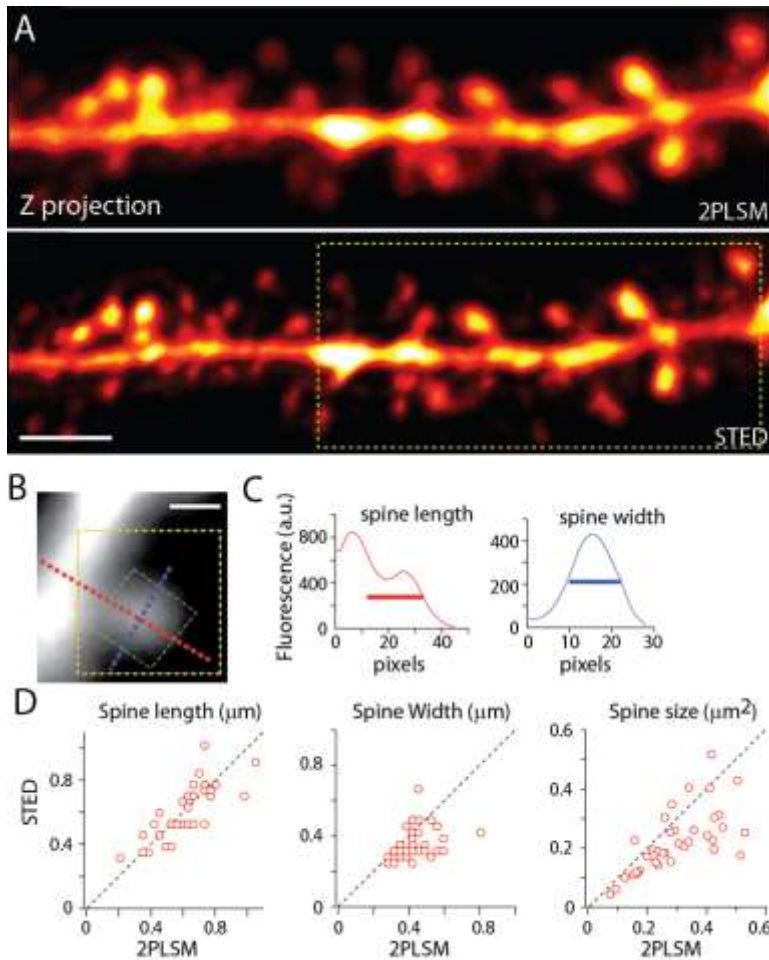 A
Z projection
2PLSM
STED
B
C
spine length
spine width
Fluorescence (a.u.)
800
400
0
0 20 40
pixels
400
200
0
0 10 20 30
pixels
D
Spine length (μm)
Spine Width (μm)
Spine size (μm²)
STED
0.8
0.4
0
0 0.4 0.8
2PLSM
0.8
0.4
0
0 0.4 0.8
2PLSM
0.6
0.4
0.2
0
0 0.2 0.4 0.6
2PLSM